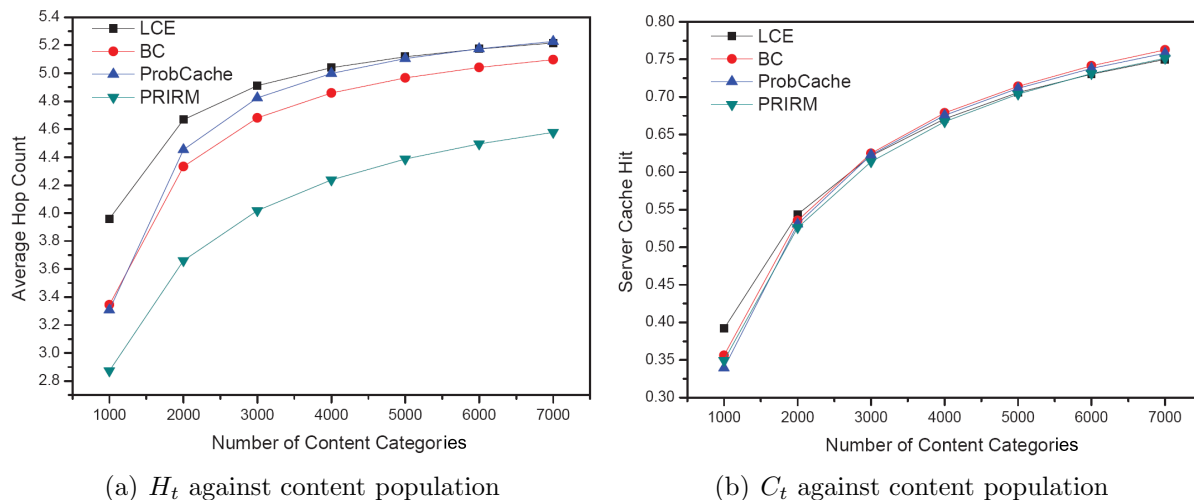 5.4
5.2
5.0
4.8
4.6
4.4
4.2
4.0
3.8
3.6
3.4
3.2
3.0
2.8
Average Hop Count
LCE
BC
ProbCache
PRIRM
1000 2000 3000 4000 5000 6000 7000
Number of Content Categories
(a) Hₜ against content population
0.80
0.75
0.70
0.65
0.60
0.55
0.50
0.45
0.40
0.35
0.30
Server Cache Hit
LCE
BC
ProbCache
PRIRM
1000 2000 3000 4000 5000 6000 7000
Number of Content Categories
(b) Cₜ against content population